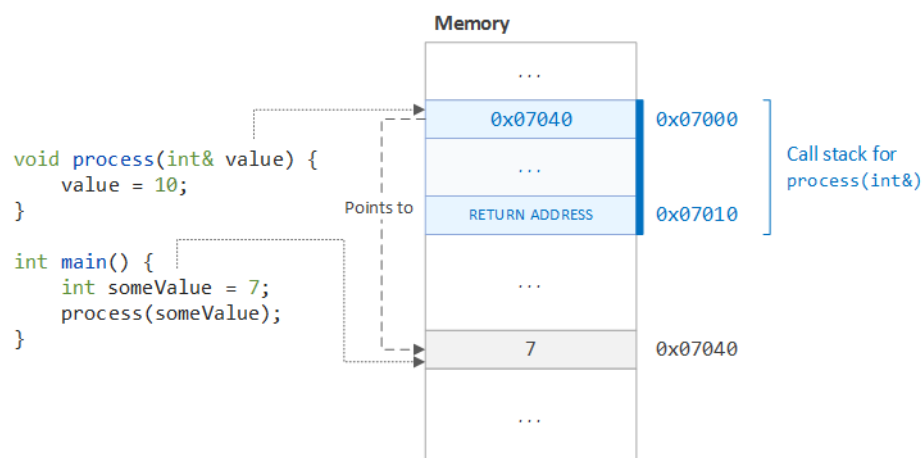 Memory
...
0x07040 0x07000
void process(int& value) {
    value = 10;
}
...
Call stack for
process(int&)
Points to
RETURN ADDRESS 0x07010
int main() {
    int someValue = 7;
    process(someValue);
}
...
7 0x07040
...